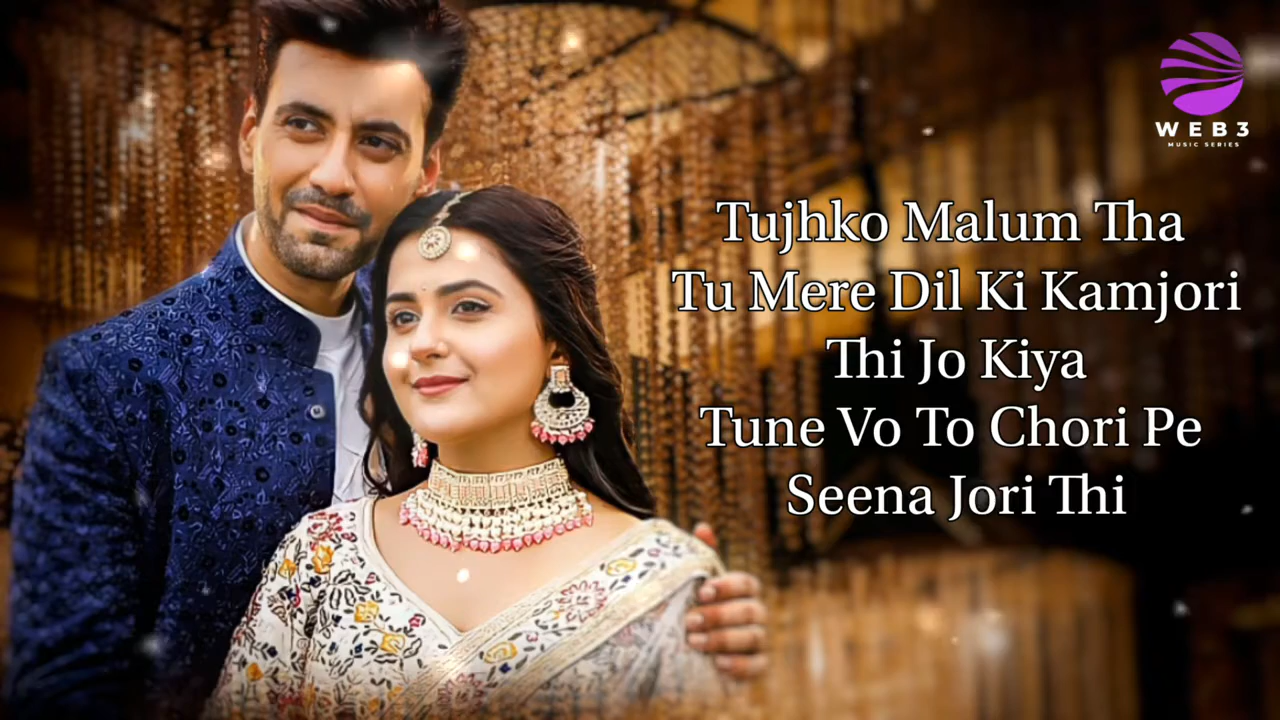 WEB3
MUSIC SERIES
Tujhko Malum Tha
Tu Mere Dil Ki Kamjori
Thi Jo Kiya
Tune Vo To Chori Pe
Seena Jori Thi